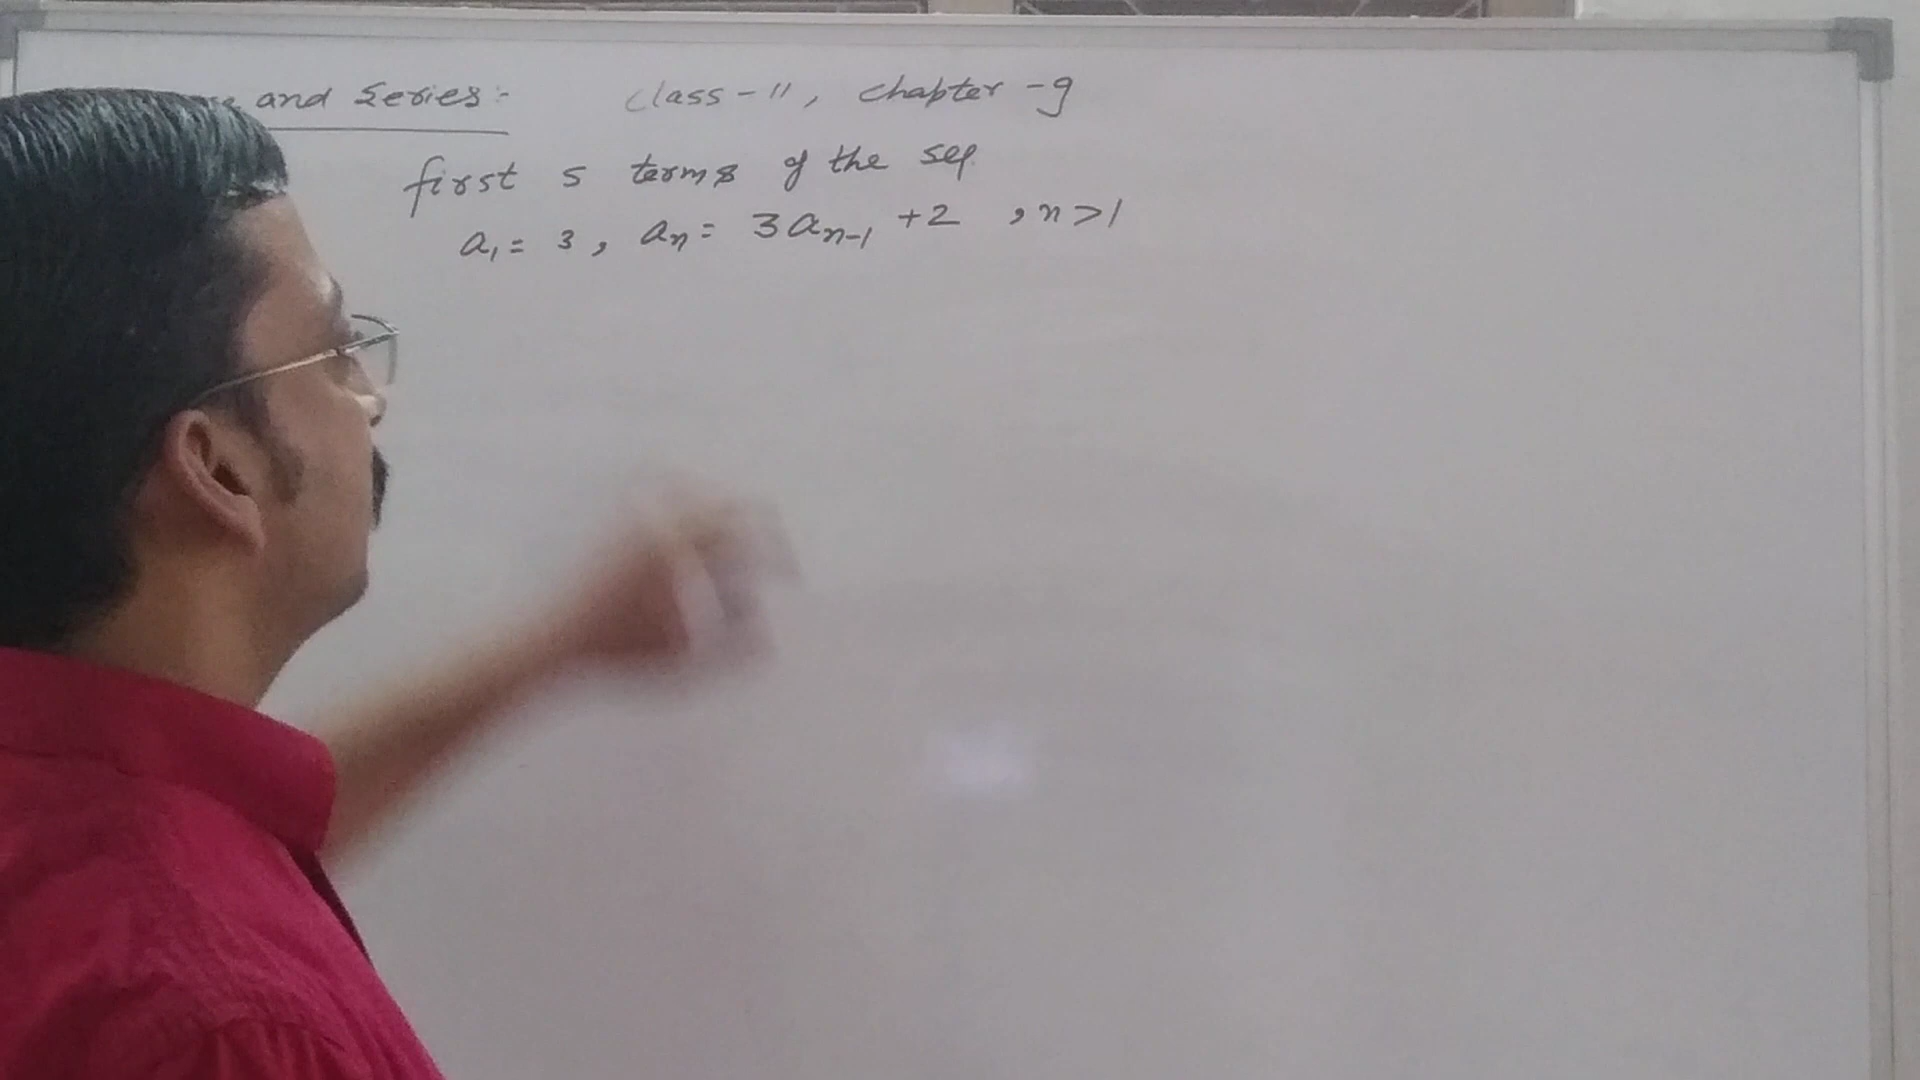 and Series :-   Class - 11, Chapter - 9
first 5 terms of the seq.
a₁ = 3, aₙ = 3aₙ₋₁ + 2, n > 1